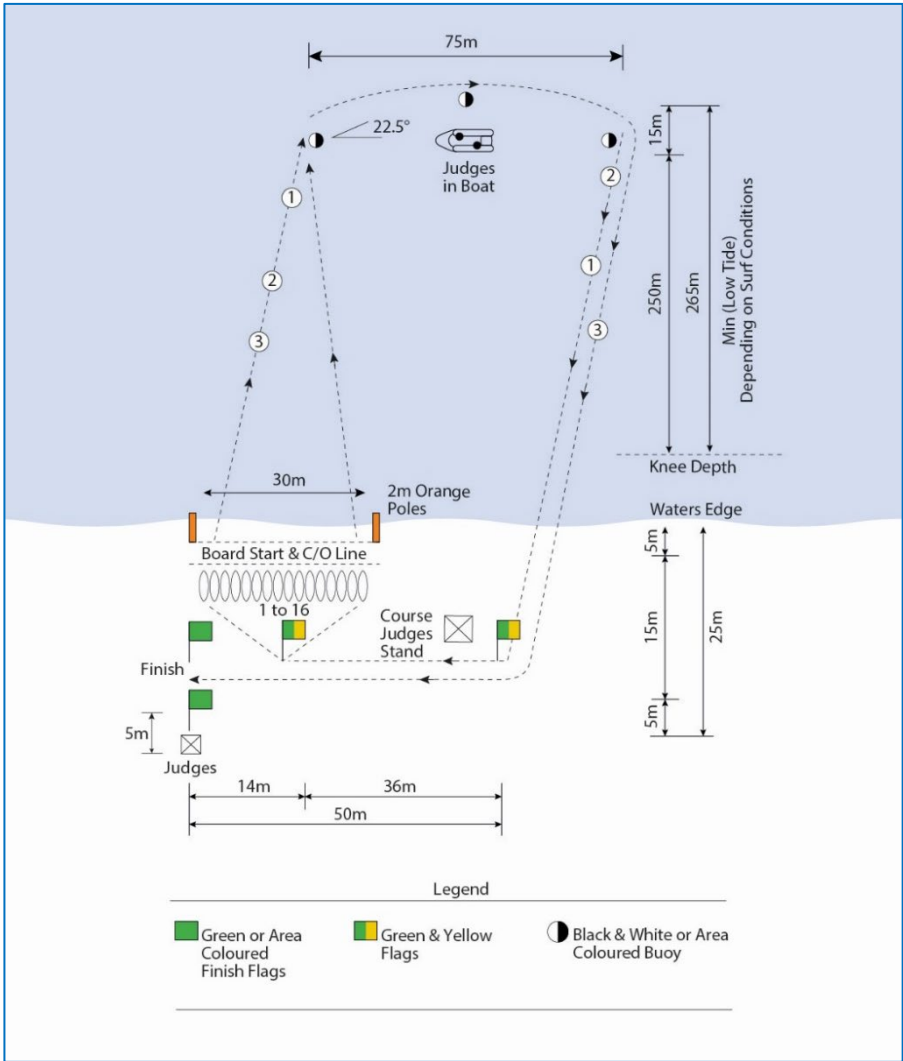 75m
22.5°
Judges
in Boat
1
2
3
2
1
3
15m
250m
265m
Min (Low Tide)
Depending on Surf Conditions
Knee Depth
30m
2m Orange
Poles
Waters Edge
Board Start & C/O Line
1 to 16
Course
Judges
Stand
Finish
5m
15m
25m
5m
5m
Judges
14m
36m
50m
Legend
Green or Area
Coloured
Finish Flags
Green & Yellow
Flags
Black & White or Area
Coloured Buoy